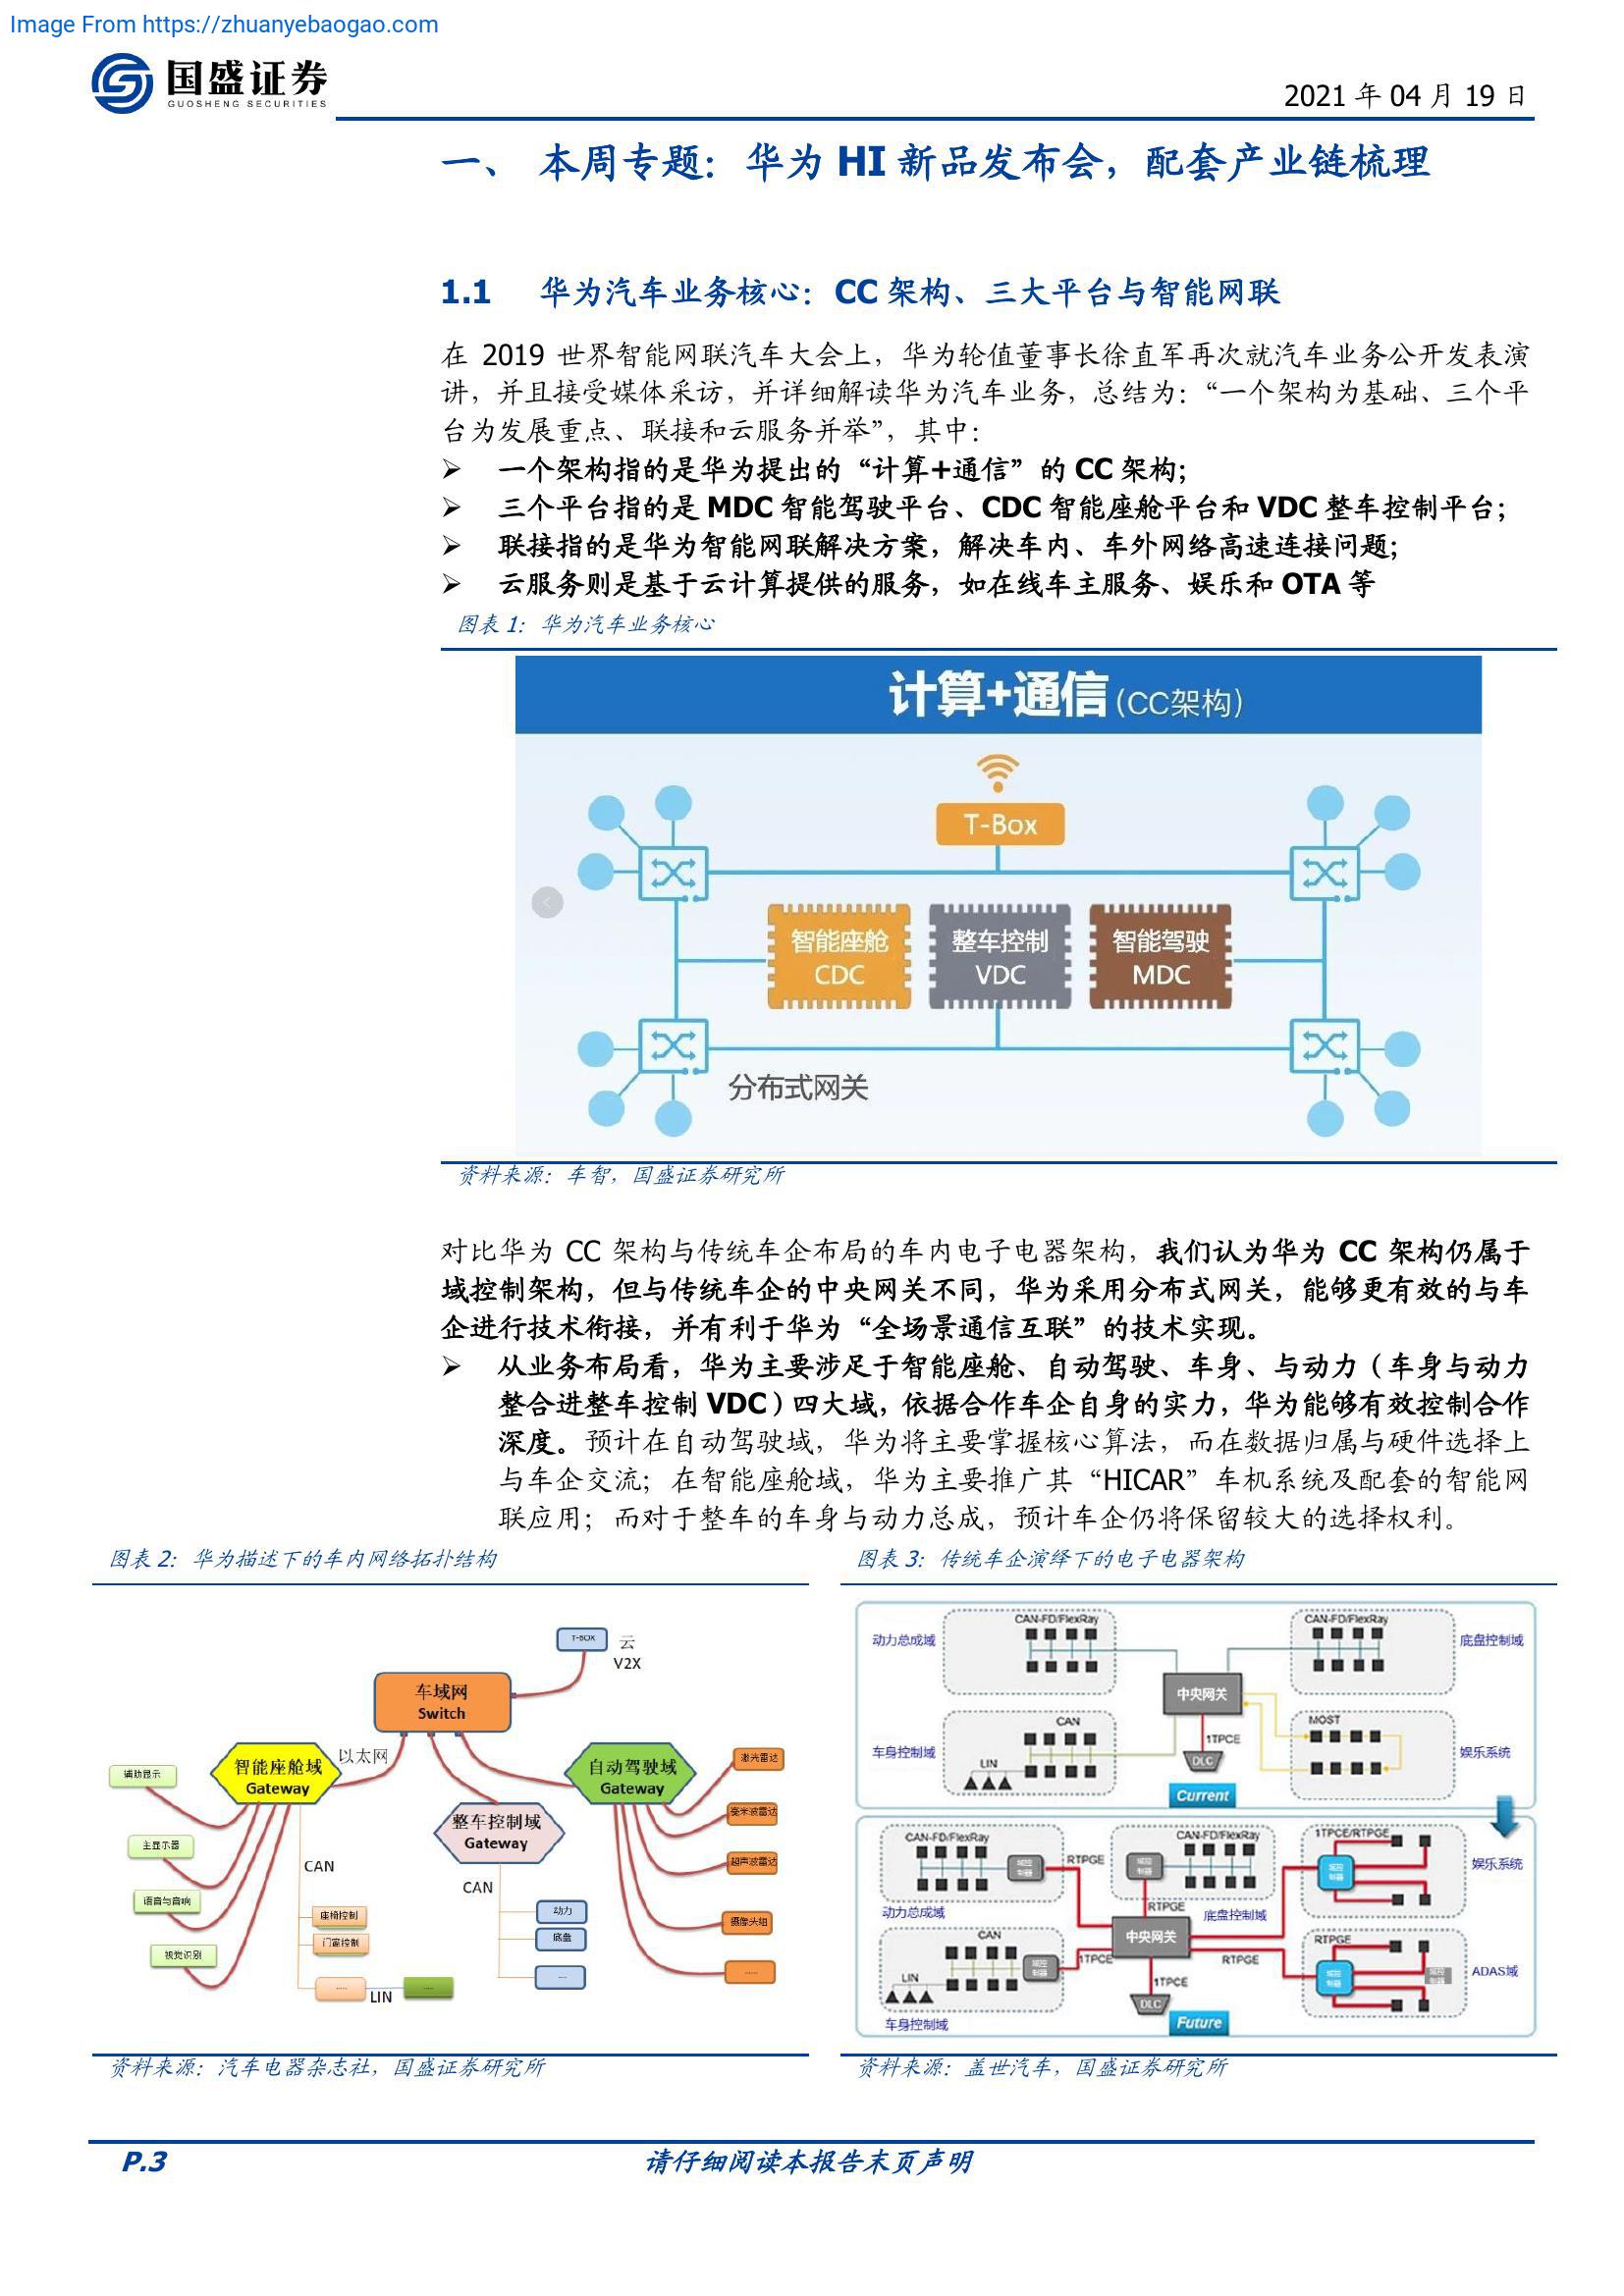 Image From https://zhuanyebaogao.com
国盛证券
GUOSHENG SECURITIES
2021 年 04 月 19 日
一、 本周专题：华为 HI 新品发布会，配套产业链梳理
1.1 华为汽车业务核心：CC 架构、三大平台与智能网联
在 2019 世界智能网联汽车大会上，华为轮值董事长徐直军再次就汽车业务公开发表演
讲，并且接受媒体采访，并详细解读华为汽车业务，总结为：“一个架构为基础、三个平
台为发展重点、联接和云服务并举”，其中：
➢ 一个架构指的是华为提出的“计算+通信”的 CC 架构；
➢ 三个平台指的是 MDC 智能驾驶平台、CDC 智能座舱平台和 VDC 整车控制平台；
➢ 联接指的是华为智能网联解决方案，解决车内、车外网络高速连接问题；
➢ 云服务则是基于云计算提供的服务，如在线车主服务、娱乐和 OTA 等
图表 1：华为汽车业务核心
计算+通信(CC架构)
T-Box
智能座舱
CDC
整车控制
VDC
智能驾驶
MDC
分布式网关
资料来源：车智，国盛证券研究所
对比华为 CC 架构与传统车企布局的车内电子电器架构，我们认为华为 CC 架构仍属于
域控制架构，但与传统车企的中央网关不同，华为采用分布式网关，能够更有效的与车
企进行技术衔接，并有利于华为“全场景通信互联”的技术实现。
➢ 从业务布局看，华为主要涉足于智能座舱、自动驾驶、车身、与动力（车身与动力
整合进整车控制 VDC）四大域，依据合作车企自身的实力，华为能够有效控制合作
深度。预计在自动驾驶域，华为将主要掌握核心算法，而在数据归属与硬件选择上
与车企交流；在智能座舱域，华为主要推广其“HICAR”车机系统及配套的智能网
联应用；而对于整车的车身与动力总成，预计车企仍将保留较大的选择权利。
图表 2：华为描述下的车内网络拓扑结构
T-BOX
云
V2X
车域网
Switch
以太网
智能座舱域
Gateway
自动驾驶域
Gateway
整车控制域
Gateway
辅助显示
主显示器
语音与音响
视觉识别
CAN
座椅控制
门窗控制
......
LIN
......
CAN
动力
底盘
...
激光雷达
毫米波雷达
超声波雷达
摄像头组
......
图表 3：传统车企演绎下的电子电器架构
动力总成域
CAN-FD/FlexRay
CAN-FD/FlexRay
底盘控制域
中央网关
车身控制域
CAN
LIN
1TPCE
DLC
MOST
娱乐系统
Current
CAN-FD/FlexRay
域控制器
RTPGE
动力总成域
CAN-FD/FlexRay
域控制器
RTPGE
底盘控制域
1TPCE/RTPGE
域控制器
娱乐系统
中央网关
CAN
LIN
域控制器
1TPCE
车身控制域
1TPCE
DLC
RTPGE
RTPGE
域控制器
ADAS域
Future
资料来源：汽车电器杂志社，国盛证券研究所
资料来源：盖世汽车，国盛证券研究所
P.3
请仔细阅读本报告末页声明